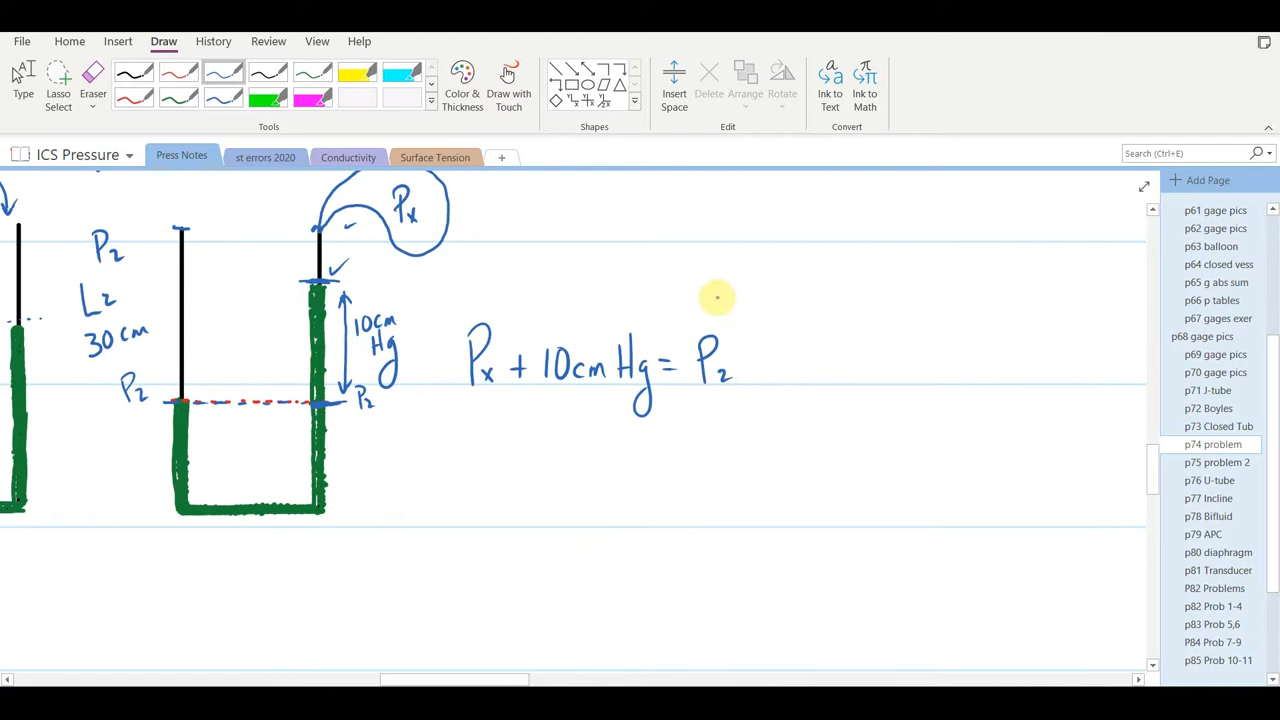 File Home Insert Draw History Review View Help
Type
Lasso Select
Eraser
Color & Thickness
Draw with Touch
Insert Space
Delete
Arrange
Rotate
Ink to Text
Ink to Math
Tools
Shapes
Edit
Convert
ICS Pressure
Press Notes
st errors 2020
Conductivity
Surface Tension
Search (Ctrl+E)
Add Page
p61 gage pics
p62 gage pics
p63 balloon
p64 closed vess
p65 g abs sum
p66 p tables
p67 gages exer
p68 gage pics
p69 gage pics
p70 gage pics
p71 J-tube
p72 Boyles
p73 Closed Tub
p74 problem
p75 problem 2
p76 U-tube
p77 Incline
p78 Bifluid
p79 APC
p80 diaphragm
p81 Transducer
P82 Problems
p82 Prob 1-4
p83 Prob 5,6
P84 Prob 7-9
p85 Prob 10-11
Px
P2
L2
30 cm
10cm
Hg
P2
P2
Px + 10cm Hg = P2